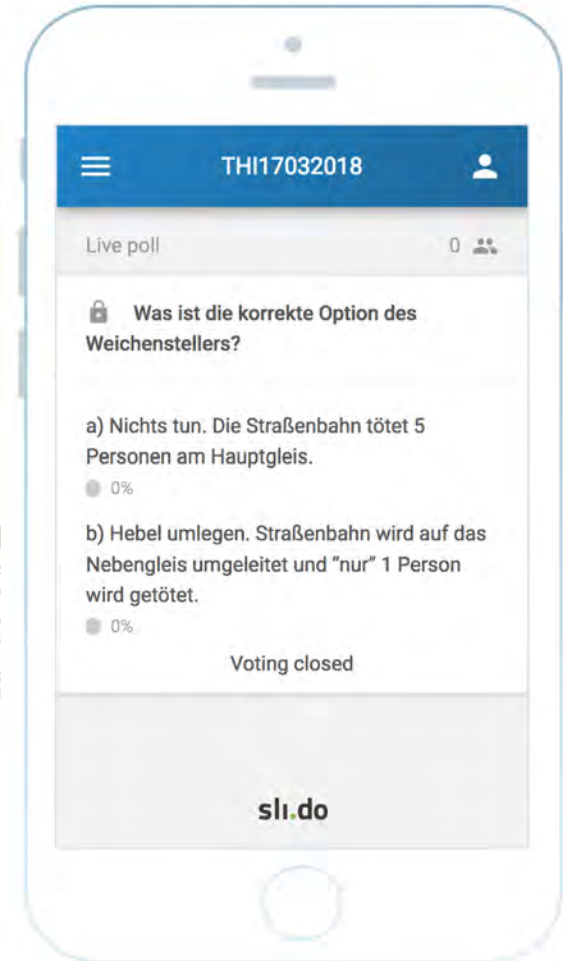 THI17032018
Live poll 0
Was ist die korrekte Option des
Weichenstellers?
a) Nichts tun. Die Straßenbahn tötet 5
Personen am Hauptgleis.
0%
b) Hebel umlegen. Straßenbahn wird auf das
Nebengleis umgeleitet und "nur" 1 Person
wird getötet.
0%
Voting closed
slı.do